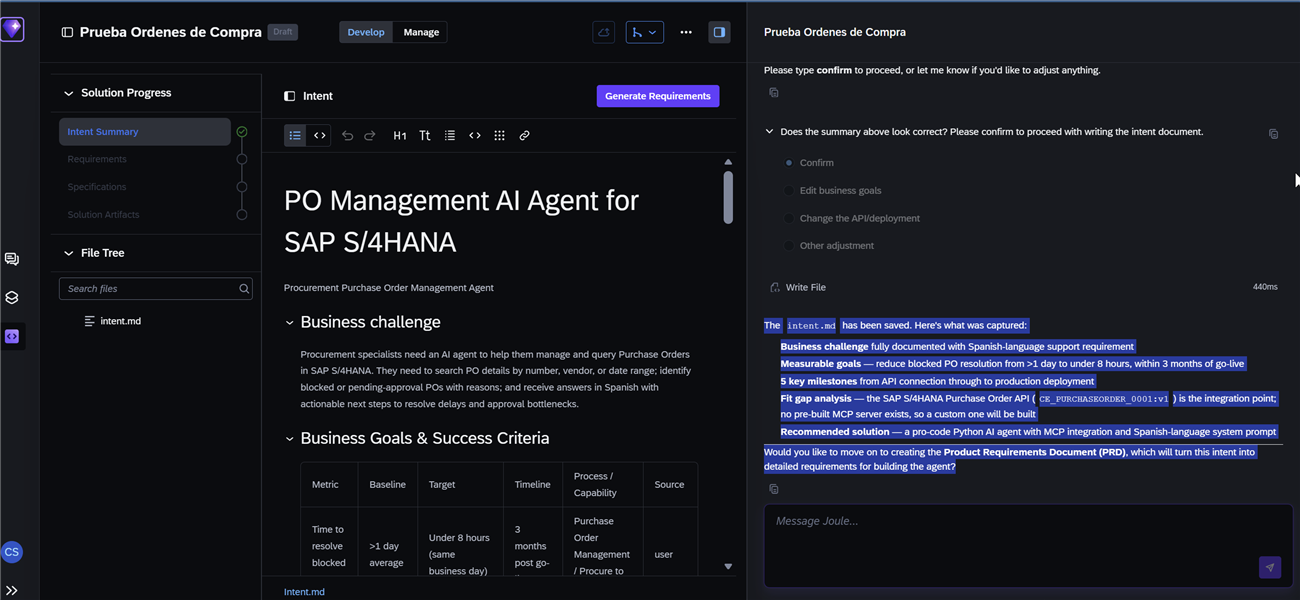 Prueba Ordenes de Compra
Draft
Develop
Manage
Solution Progress
Intent Summary
Requirements
Specifications
Solution Artifacts
File Tree
Search files
intent.md
CS
Intent
Generate Requirements
H1
Tt
PO Management AI Agent for
SAP S/4HANA
Procurement Purchase Order Management Agent
Business challenge
Procurement specialists need an AI agent to help them manage and query Purchase Orders
in SAP S/4HANA. They need to search PO details by number, vendor, or date range; identify
blocked or pending-approval POs with reasons; and receive answers in Spanish with
actionable next steps to resolve delays and approval bottlenecks.
Business Goals & Success Criteria
Metric
Baseline
Target
Timeline
Process /
Capability
Source
Time to
resolve
blocked
>1 day
average
Under 8 hours
(same
business day)
3
months
post go-
Purchase
Order
Management
/ Procure to
user
Intent.md
Prueba Ordenes de Compra
Please type confirm to proceed, or let me know if you'd like to adjust anything.
Does the summary above look correct? Please confirm to proceed with writing the intent document.
Confirm
Edit business goals
Change the API/deployment
Other adjustment
Write File
440ms
The intent.md has been saved. Here's what was captured:
Business challenge fully documented with Spanish-language support requirement
Measurable goals — reduce blocked PO resolution from >1 day to under 8 hours, within 3 months of go-live
5 key milestones from API connection through to production deployment
Fit gap analysis — the SAP S/4HANA Purchase Order API ( CE_PURCHASEORDER_0001:v1 ) is the integration point;
no pre-built MCP server exists, so a custom one will be built
Recommended solution — a pro-code Python AI agent with MCP integration and Spanish-language system prompt
Would you like to move on to creating the Product Requirements Document (PRD), which will turn this intent into
detailed requirements for building the agent?
Message Joule...